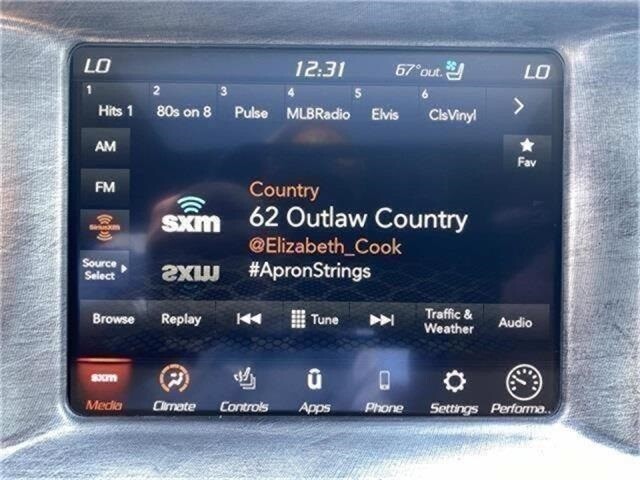 LO 12:31 67°out. LO
1 2 3 4 5 6
Hits 1 80s on 8 Pulse MLBRadio Elvis ClsVinyl
AM
Fav
FM
SiriusXM
Source
Select
sxm
Country
62 Outlaw Country
@Elizabeth_Cook
#ApronStrings
Browse Replay Tune Traffic &
Weather Audio
sxm
Media Climate Controls Apps Phone Settings Performa..